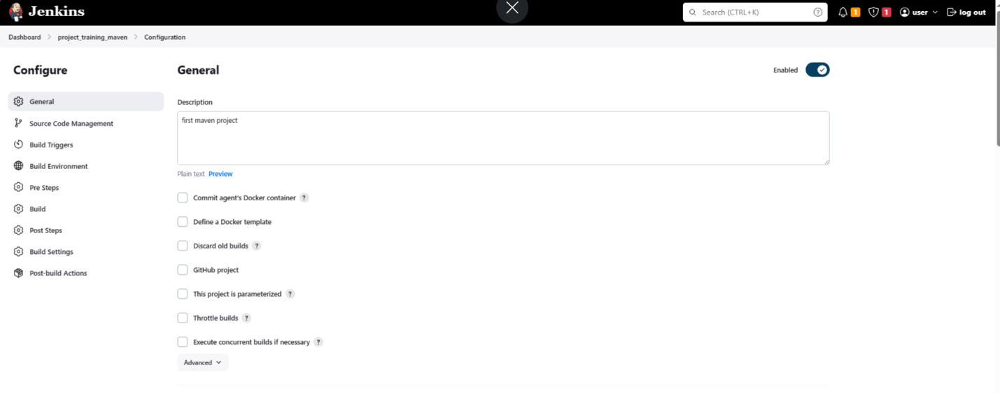 Jenkins
Search (CTRL+K) ?
1 1 user log out
Dashboard > project_training_maven > Configuration
Configure
General
Source Code Management
Build Triggers
Build Environment
Pre Steps
Build
Post Steps
Build Settings
Post-build Actions
General
Enabled
Description
first maven project
Plain text Preview
Commit agent's Docker container ?
Define a Docker template
Discard old builds ?
GitHub project
This project is parameterized ?
Throttle builds ?
Execute concurrent builds if necessary ?
Advanced